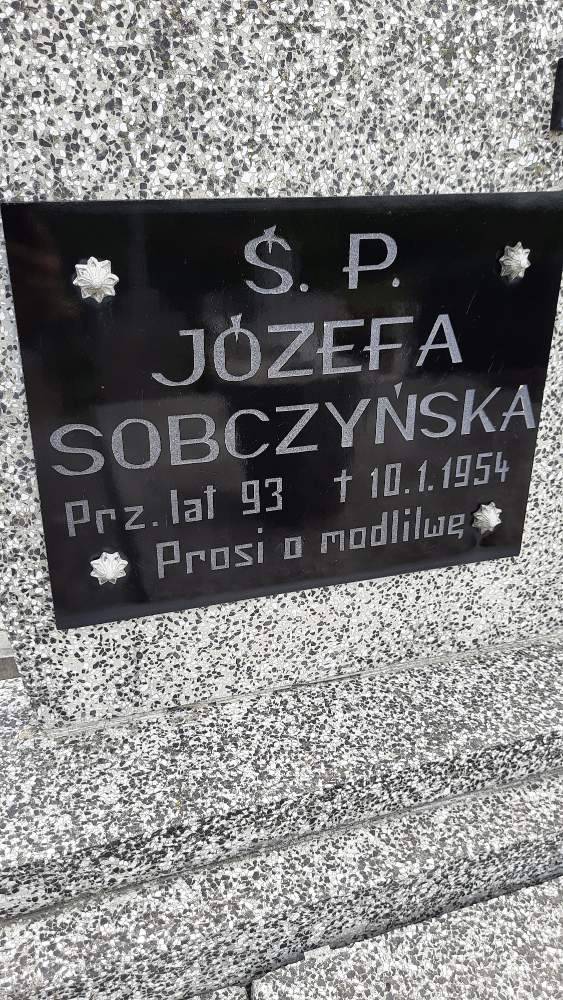 Ś. P.
JÓZEFA
SOBCZYŃSKA
Prz. lat 93 † 10.1.1954
Prosi o modlitwę